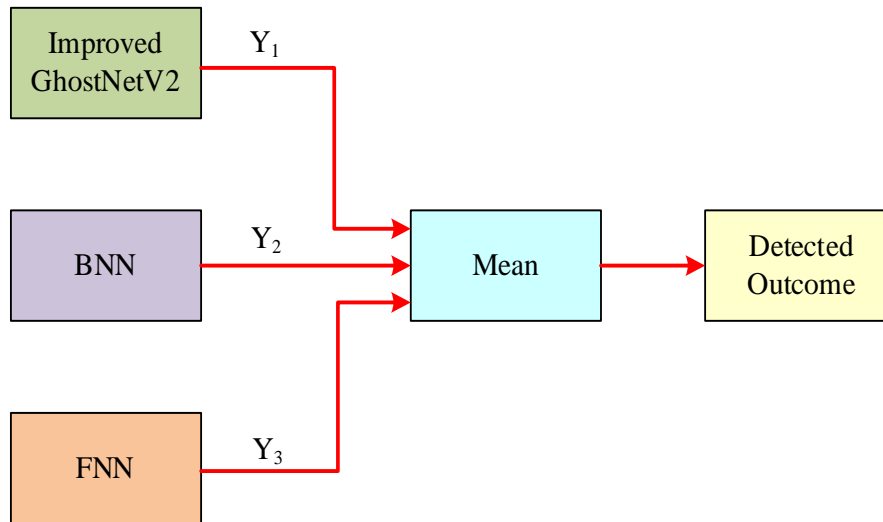 Improved
GhostNetV2
Y1
BNN
Y2
Mean
Detected
Outcome
FNN
Y3